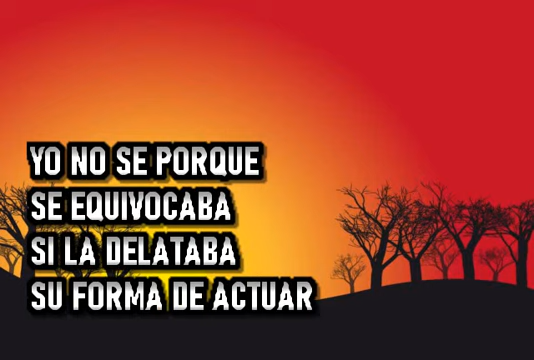 YO NO SE PORQUE
SE EQUIVOCABA
SI LA DELATABA
SU FORMA DE ACTUAR